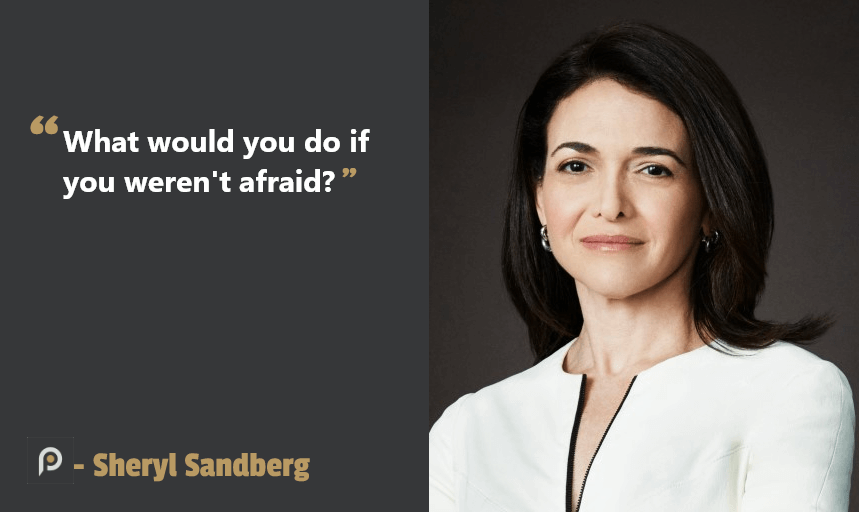 “What would you do if
you weren't afraid?”
- Sheryl Sandberg